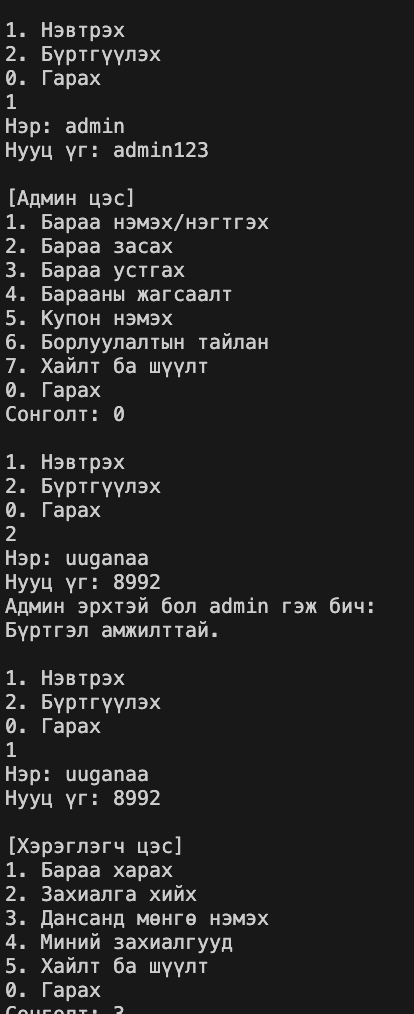 1. Нэвтрэх
2. Бүртгүүлэх
0. Гарах
1
Нэр: admin
Нууц үг: admin123
[Админ цэс]
1. Бараа нэмэх/нэгтгэх
2. Бараа засах
3. Бараа устгах
4. Барааны жагсаалт
5. Купон нэмэх
6. Борлуулалтын тайлан
7. Хайлт ба шүүлт
0. Гарах
Сонголт: 0
1. Нэвтрэх
2. Бүртгүүлэх
0. Гарах
2
Нэр: uuganaa
Нууц үг: 8992
Админ эрхтэй бол admin гэж бич:
Бүртгэл амжилттай.
1. Нэвтрэх
2. Бүртгүүлэх
0. Гарах
1
Нэр: uuganaa
Нууц үг: 8992
[Хэрэглэгч цэс]
1. Бараа харах
2. Захиалга хийх
3. Дансанд мөнгө нэмэх
4. Миний захиалгууд
5. Хайлт ба шүүлт
0. Гарах
Сонголт: 3